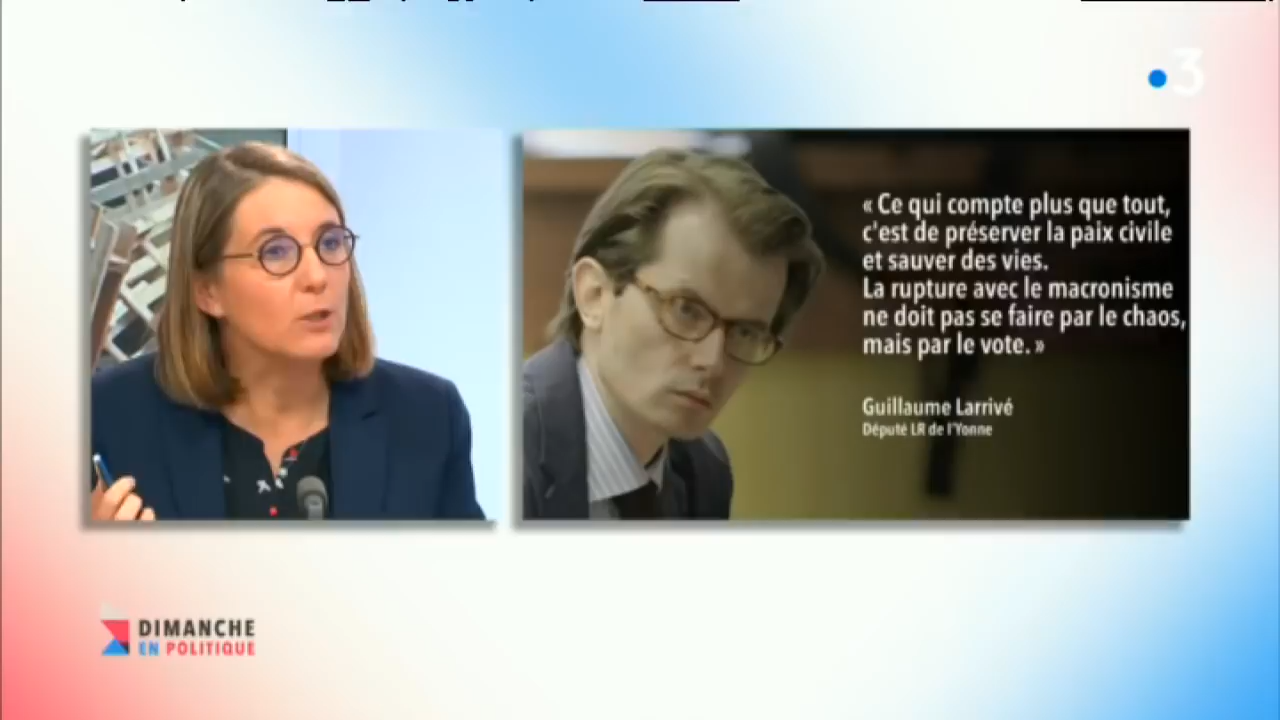 3
« Ce qui compte plus que tout,
c'est de préserver la paix civile
et sauver des vies.
La rupture avec le macronisme
ne doit pas se faire par le chaos,
mais par le vote. »
Guillaume Larrivé
Député LR de l'Yonne
DIMANCHE
EN POLITIQUE